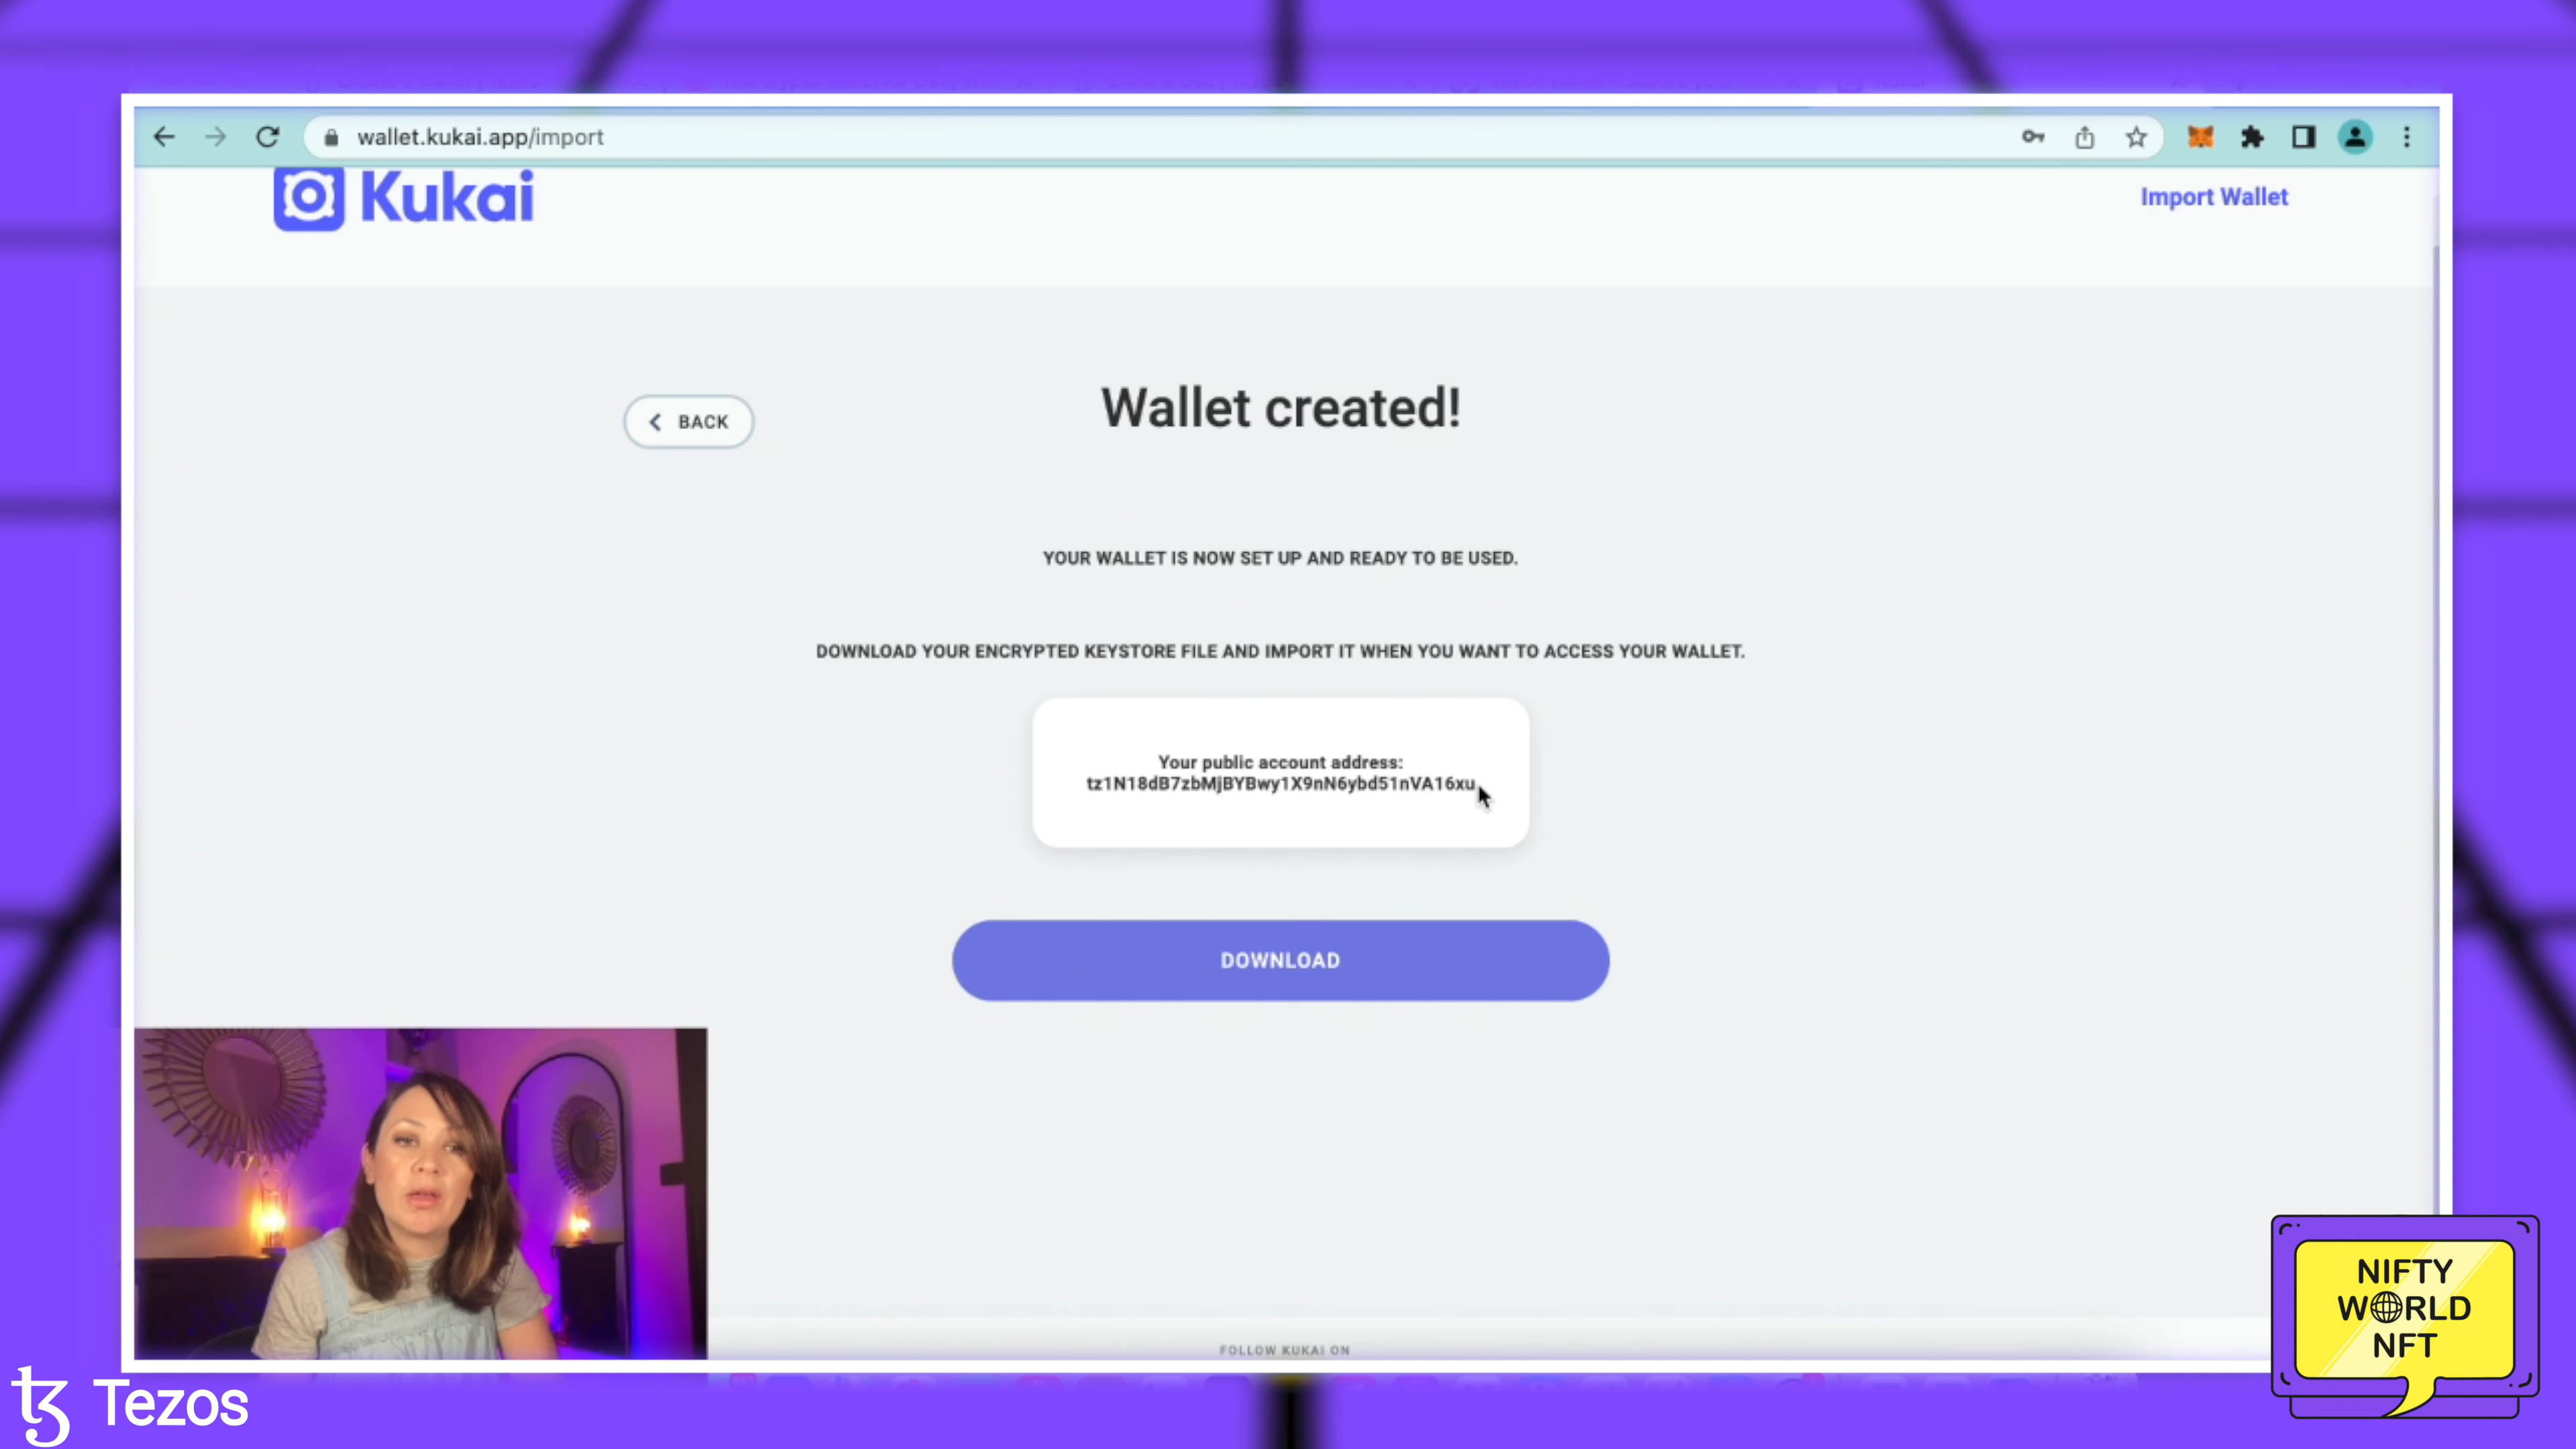 wallet.kukai.app/import
Kukai
Import Wallet
BACK
Wallet created!
YOUR WALLET IS NOW SET UP AND READY TO BE USED.
DOWNLOAD YOUR ENCRYPTED KEYSTORE FILE AND IMPORT IT WHEN YOU WANT TO ACCESS YOUR WALLET.
Your public account address:
tz1N18dB7zbMjBYBwy1X9nN6ybd51nVA16xu
DOWNLOAD
FOLLOW KUKAI ON
NIFTY
WORLD
NFT
Tezos